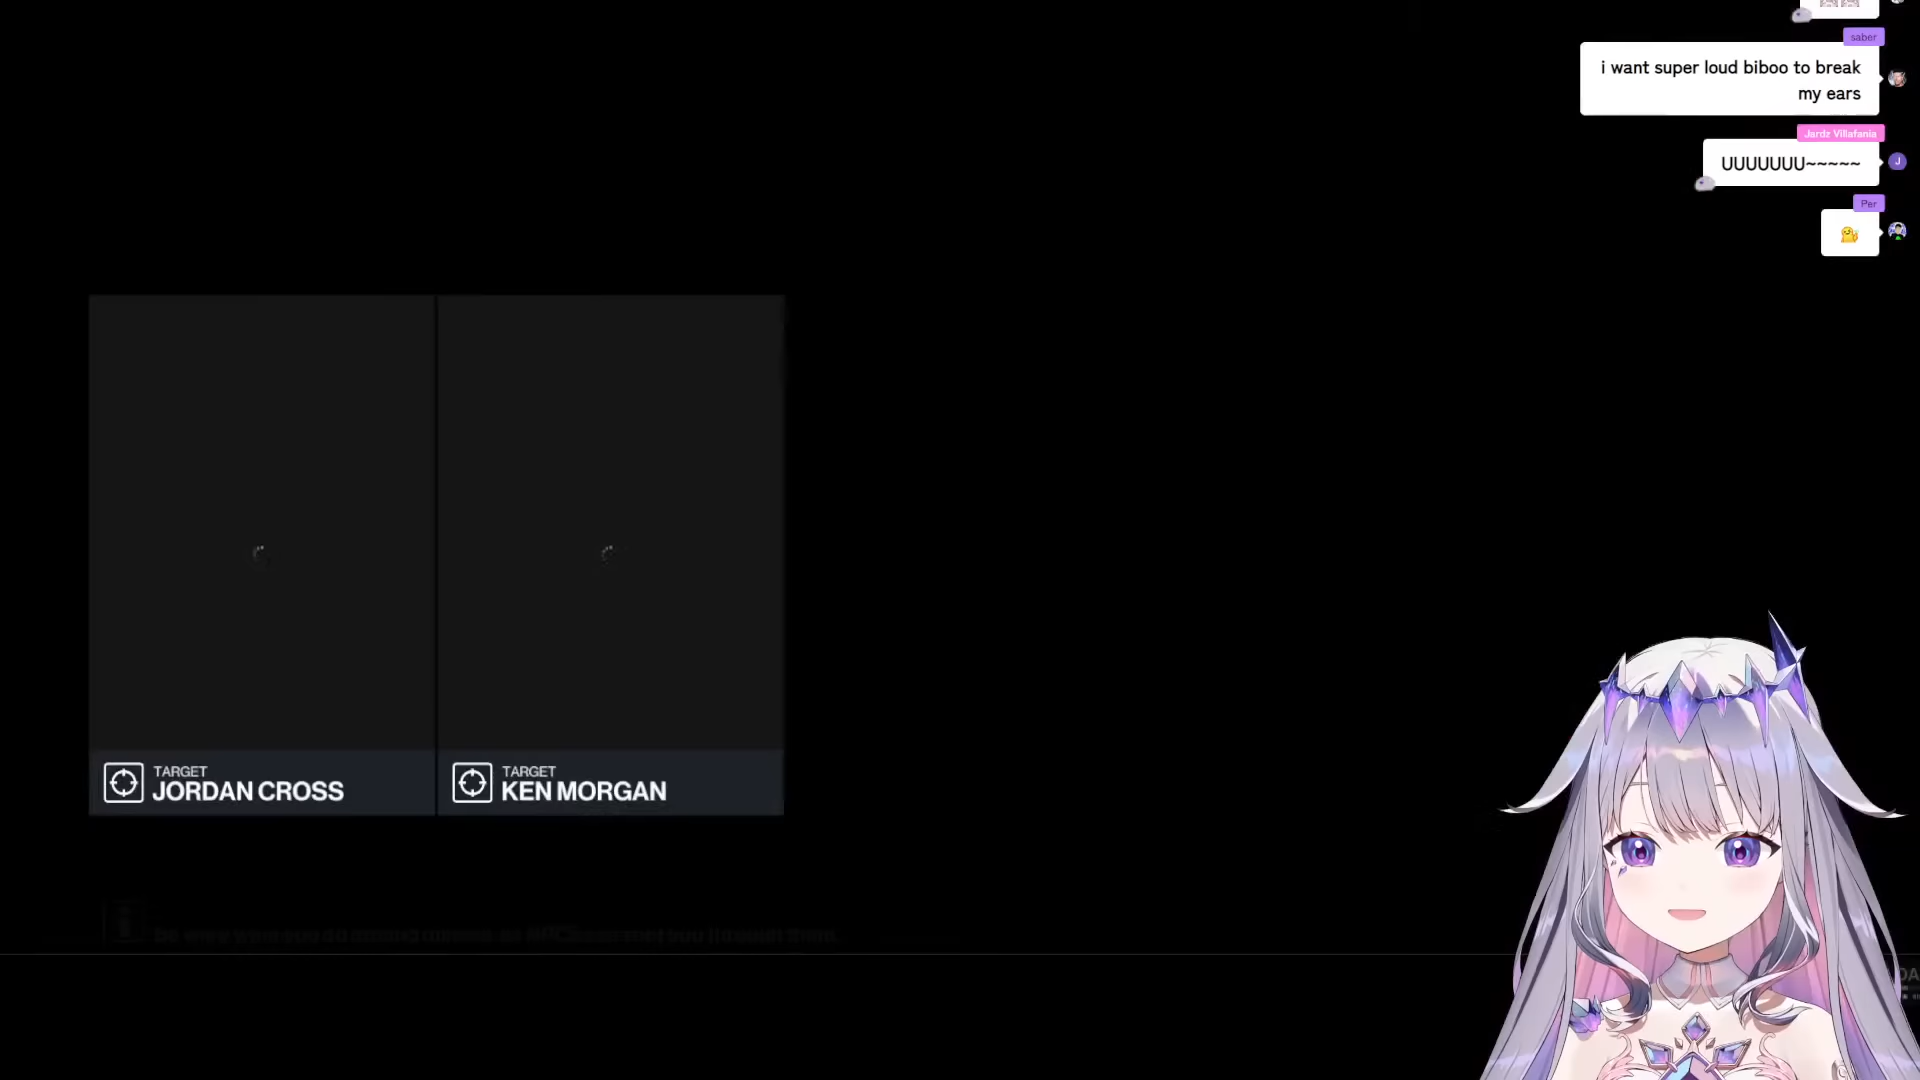 saber
i want super loud biboo to break
my ears
Jardz Villafania
UUUUUUU~~~~~
J
Per
TARGET
JORDAN CROSS
TARGET
KEN MORGAN